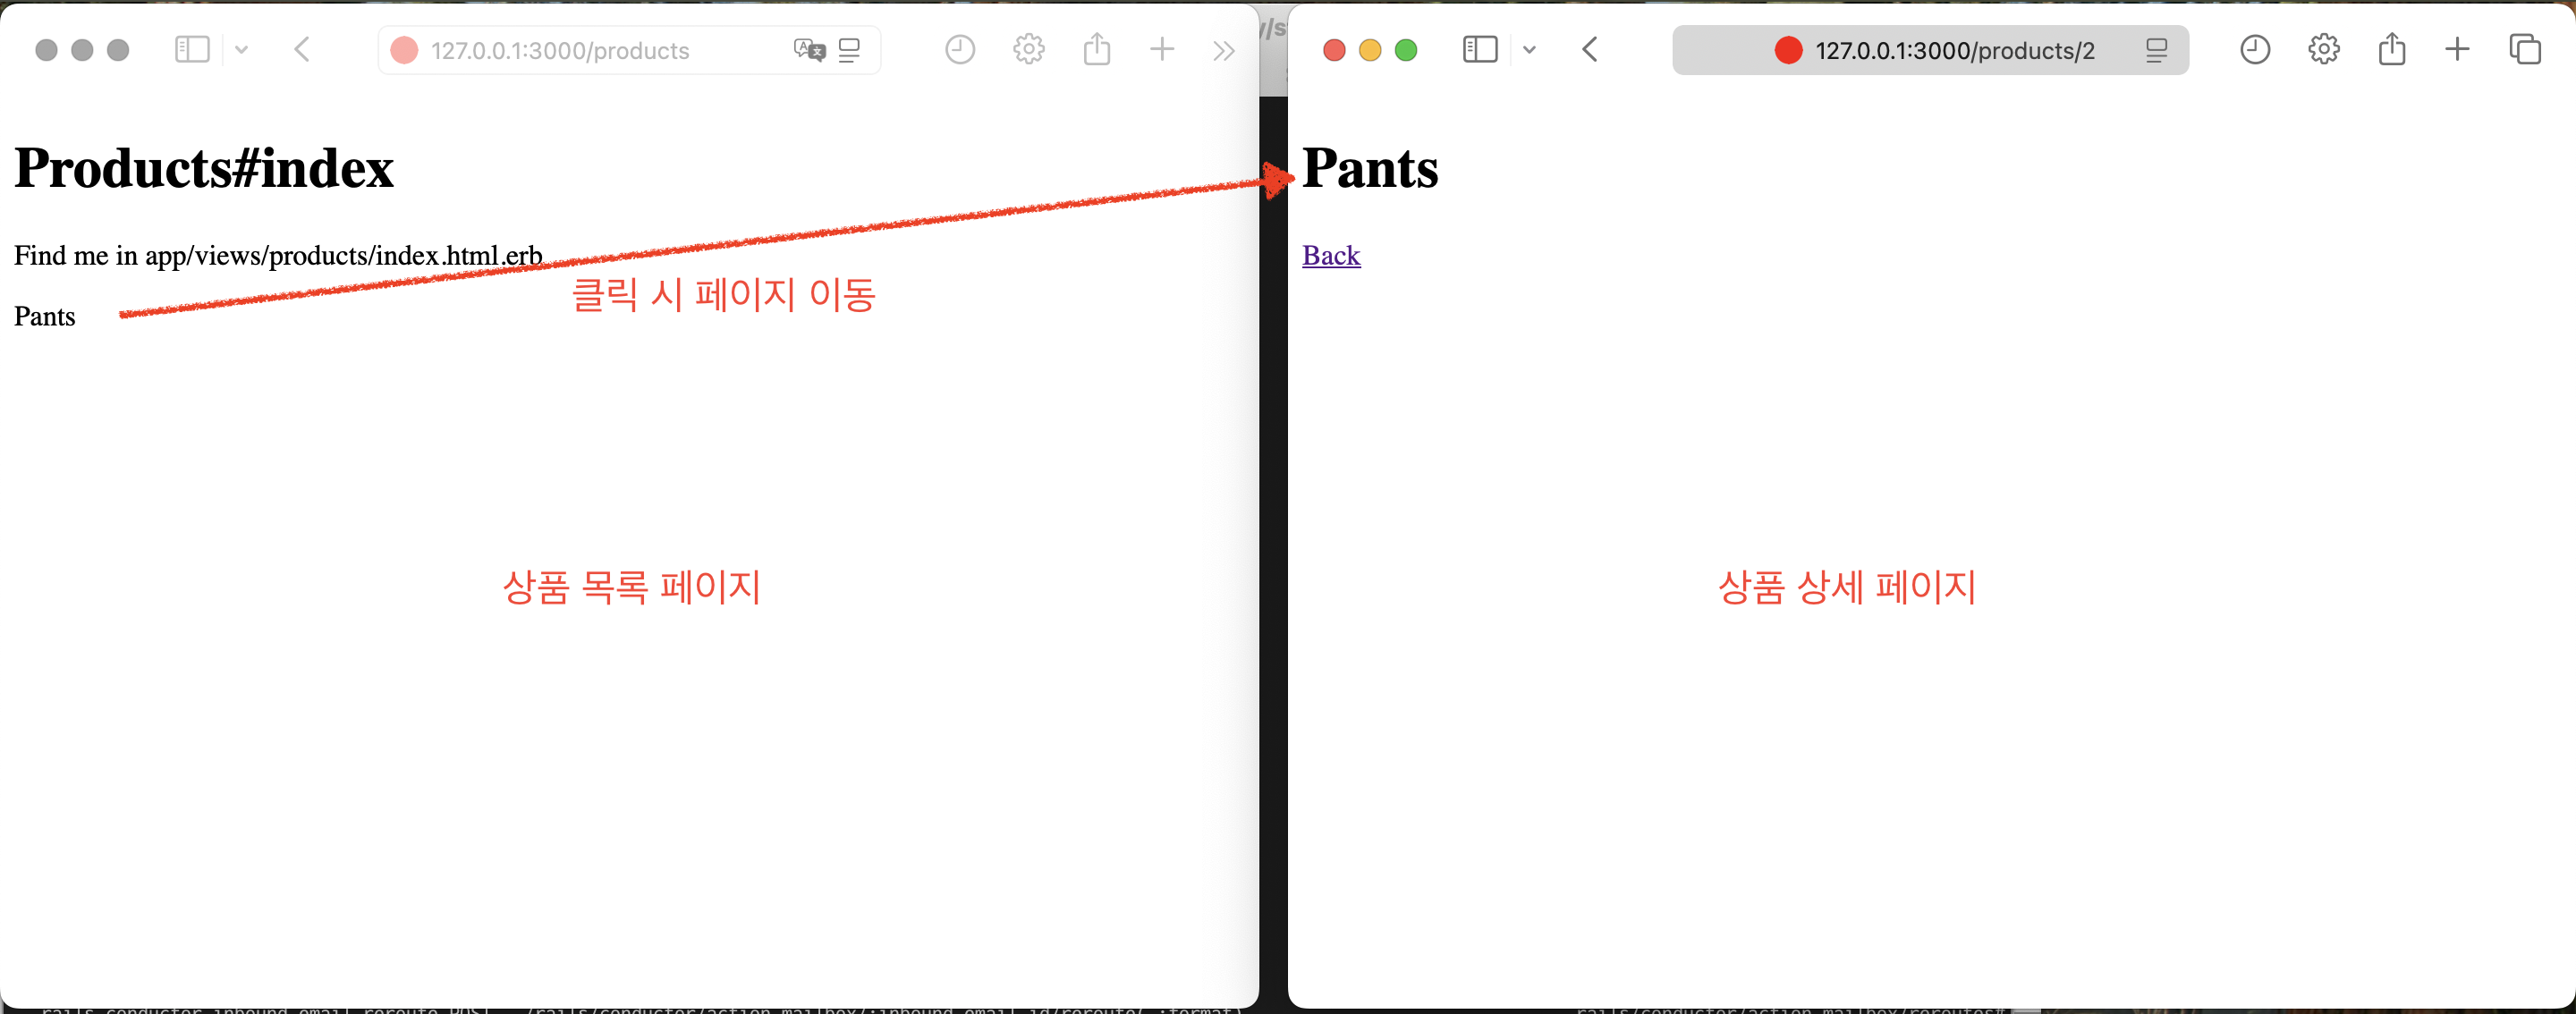 127.0.0.1:3000/products
Products#index
Find me in app/views/products/index.html.erb
클릭 시 페이지 이동
Pants
상품 목록 페이지
127.0.0.1:3000/products/2
Pants
Back
상품 상세 페이지